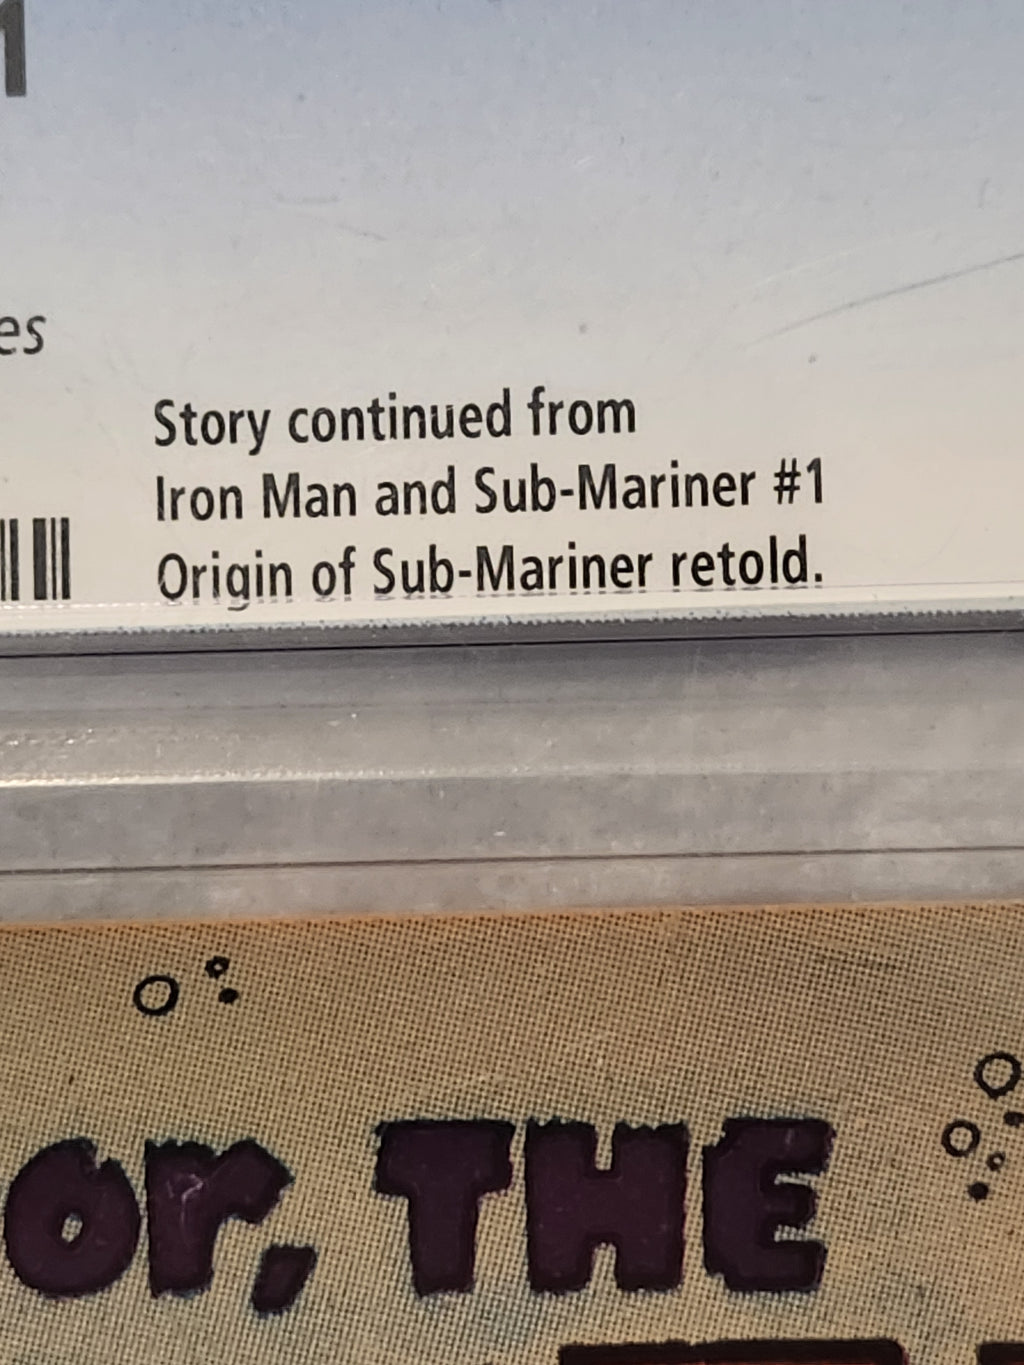 1
es
Story continued from
Iron Man and Sub-Mariner #1
Origin of Sub-Mariner retold.
or, THE